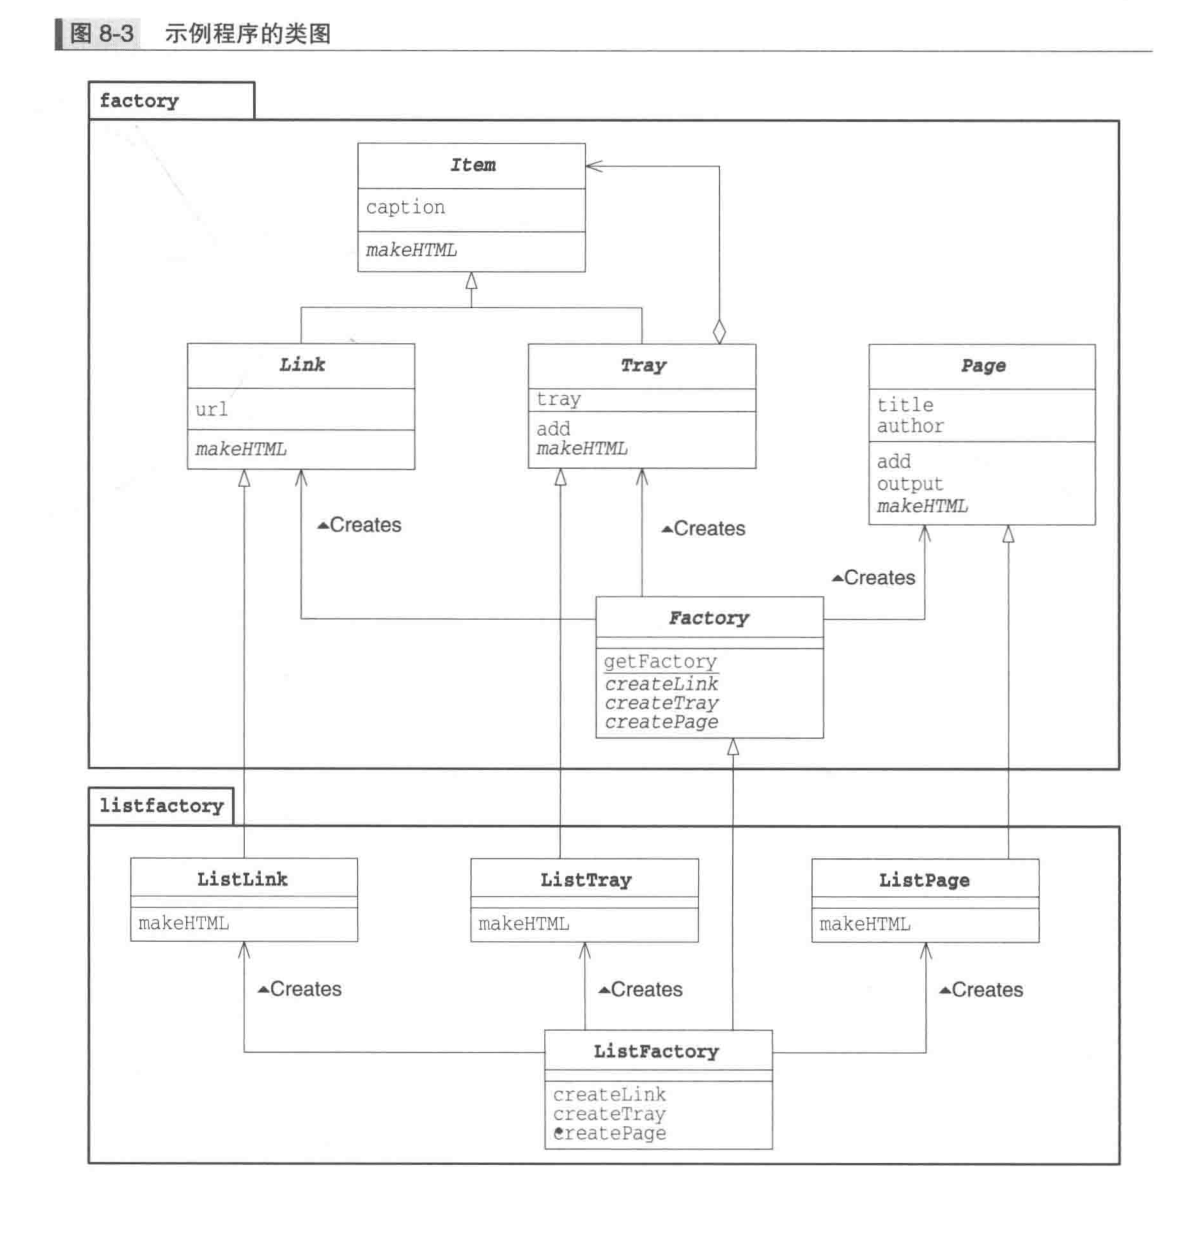 图 8-3 示例程序的类图
factory
Item
caption
makeHTML
Link
url
makeHTML
Tray
tray
add
makeHTML
Page
title
author
add
output
makeHTML
▲Creates
▲Creates
▲Creates
Factory
getFactory
createLink
createTray
createPage
listfactory
ListLink
makeHTML
ListTray
makeHTML
ListPage
makeHTML
▲Creates
▲Creates
▲Creates
ListFactory
createLink
createTray
createPage